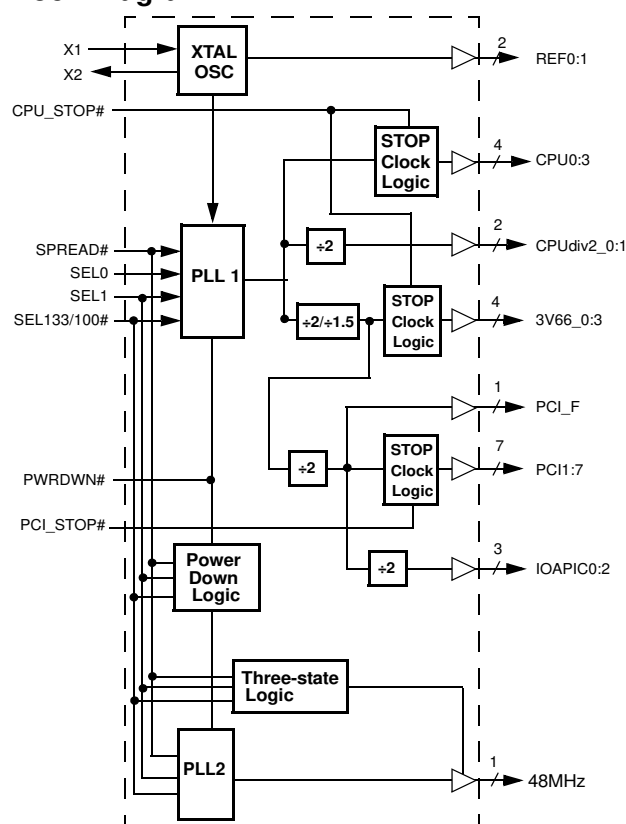 X1
X2
XTAL
OSC
2
REF0:1
CPU_STOP#
STOP
Clock
Logic
4
CPU0:3
SPREAD#
SEL0
SEL1
SEL133/100#
PLL 1
÷2
2
CPUdiv2_0:1
÷2/÷1.5
STOP
Clock
Logic
4
3V66_0:3
1
PCI_F
÷2
STOP
Clock
Logic
7
PCI1:7
PWRDWN#
PCI_STOP#
Power
Down
Logic
÷2
3
IOAPIC0:2
Three-state
Logic
PLL2
1
48MHz